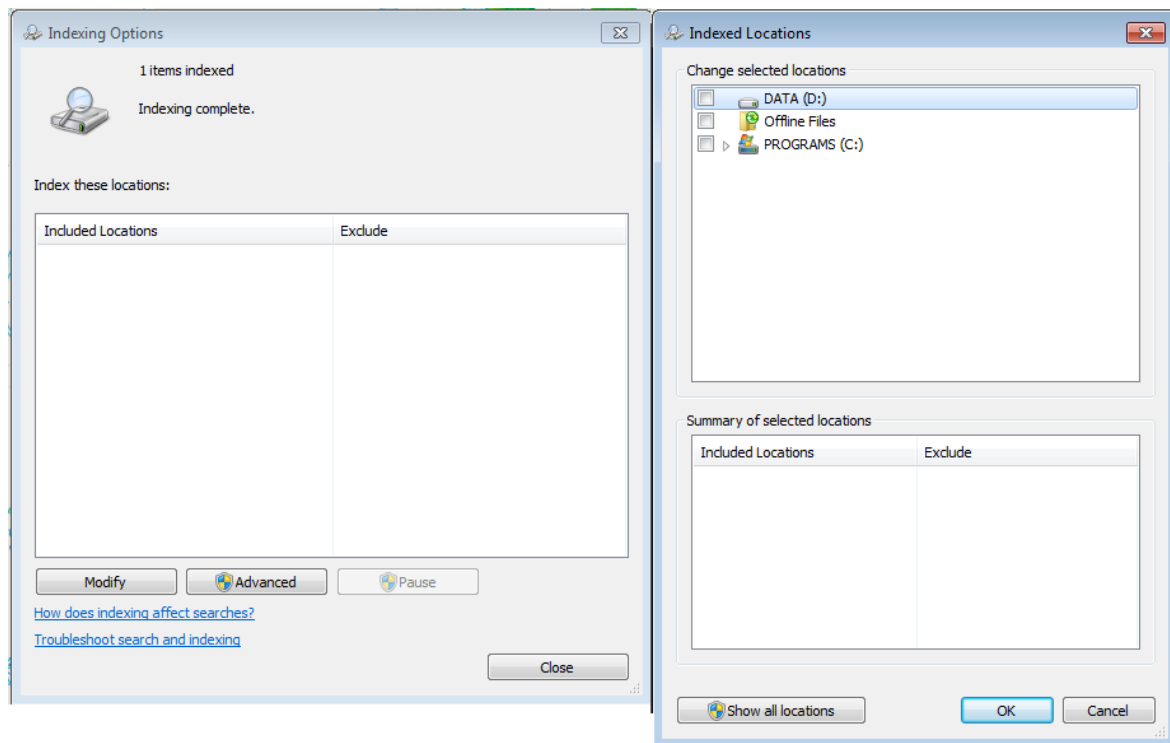 Indexing Options
1 items indexed
Indexing complete.
Index these locations:
Included Locations Exclude
Modify Advanced Pause
How does indexing affect searches?
Troubleshoot search and indexing
Close
Indexed Locations
Change selected locations
DATA (D:)
Offline Files
PROGRAMS (C:)
Summary of selected locations
Included Locations Exclude
Show all locations OK Cancel